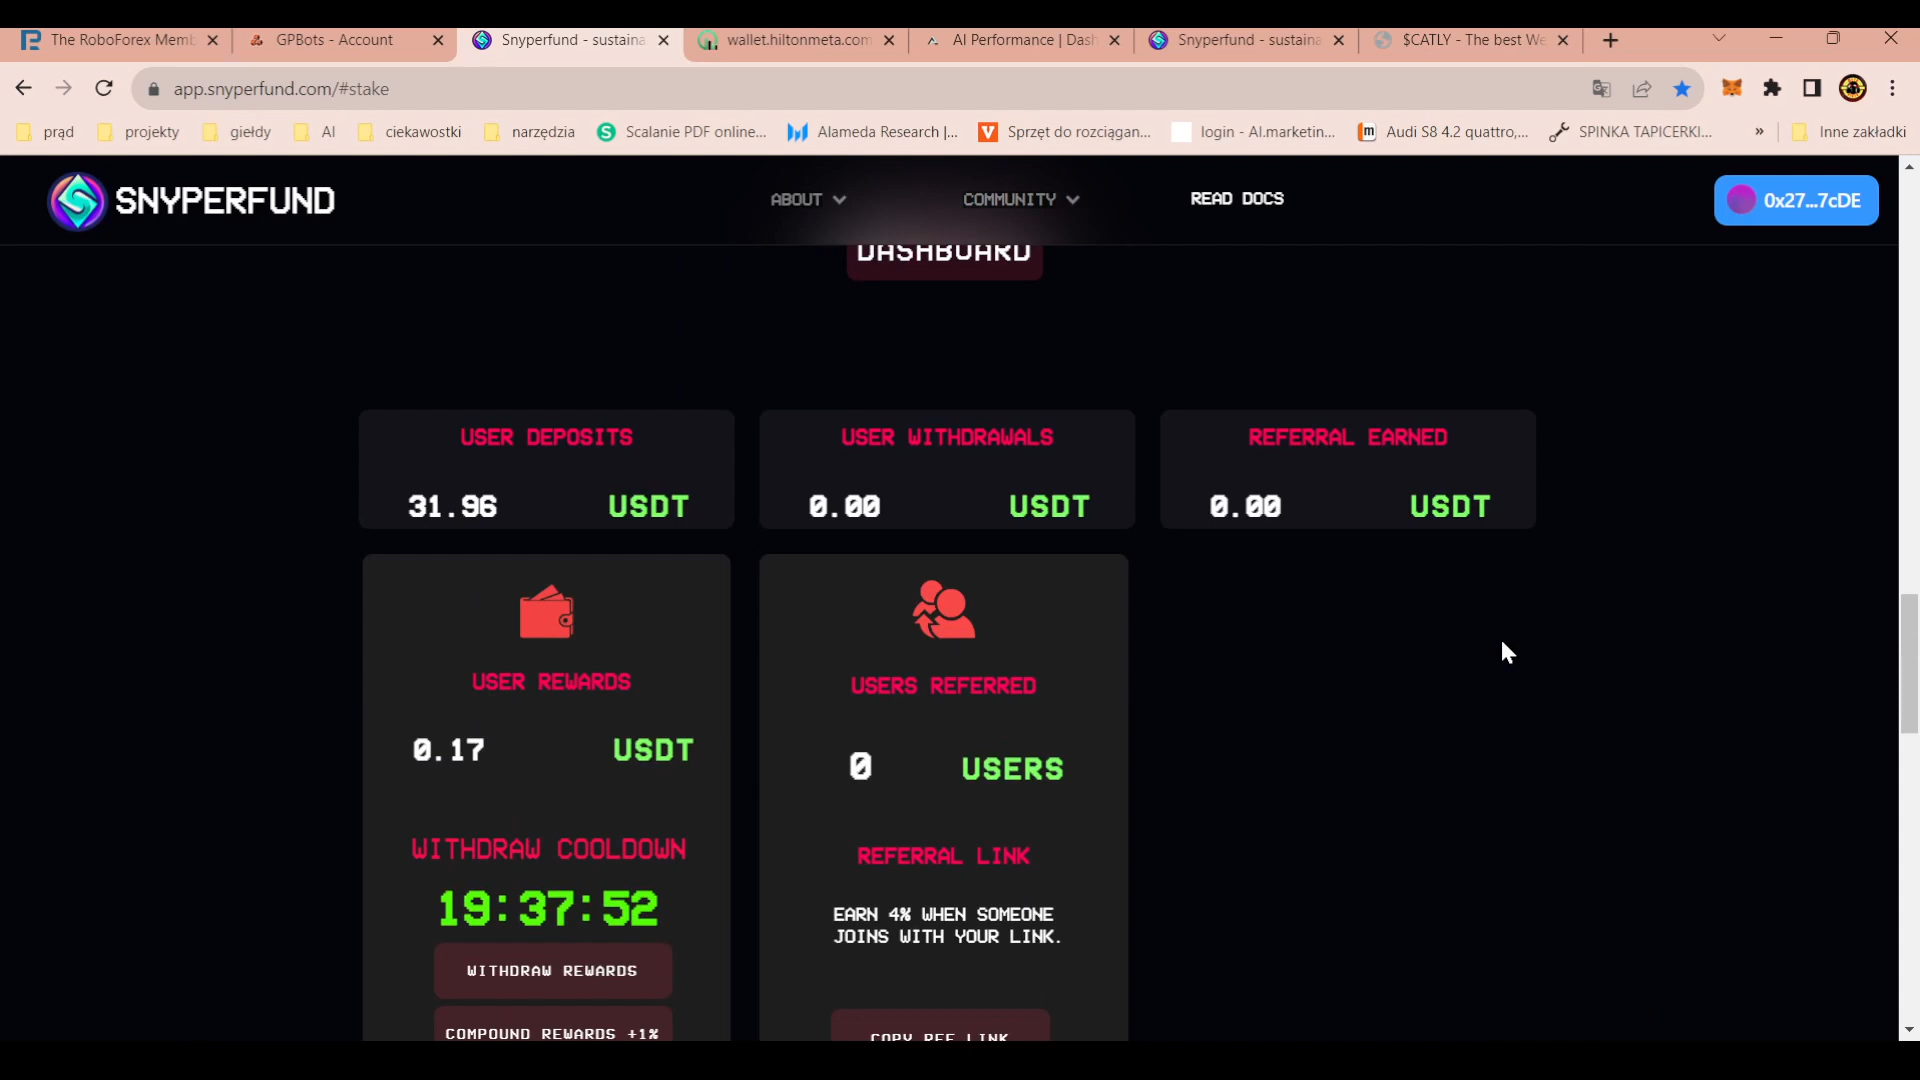 The RoboForex Memb
GPBots - Account
Snyperfund - sustaina
wallet.hiltonmeta.com
AI Performance | Dash
Snyperfund - sustaina
$CATLY - The best We
app.snyperfund.com/#stake
prąd
projekty
giełdy
AI
ciekawostki
narzędzia
Scalanie PDF online...
Alameda Research |...
Sprzęt do rozciągan...
login - AI.marketin...
Audi S8 4.2 quattro,...
SPINKA TAPICERKI...
»
Inne zakładki
SNYPERFUND
ABOUT
COMMUNITY
READ DOCS
0x27...7cDE
DASHBOARD
USER DEPOSITS
31.96 USDT
USER WITHDRAWALS
0.00 USDT
REFERRAL EARNED
0.00 USDT
USER REWARDS
0.17 USDT
WITHDRAW COOLDOWN
19:37:52
WITHDRAW REWARDS
COMPOUND REWARDS +1%
USERS REFERRED
0 USERS
REFERRAL LINK
EARN 4% WHEN SOMEONE
JOINS WITH YOUR LINK.
COPY REF LINK